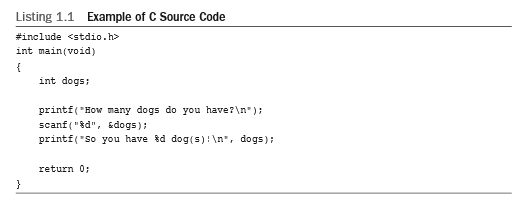 Listing 1.1 Example of C Source Code
#include <stdio.h>
int main(void)
{
    int dogs;

    printf("How many dogs do you have?\n");
    scanf("%d", &dogs);
    printf("So you have %d dog(s)!\n", dogs);

    return 0;
}